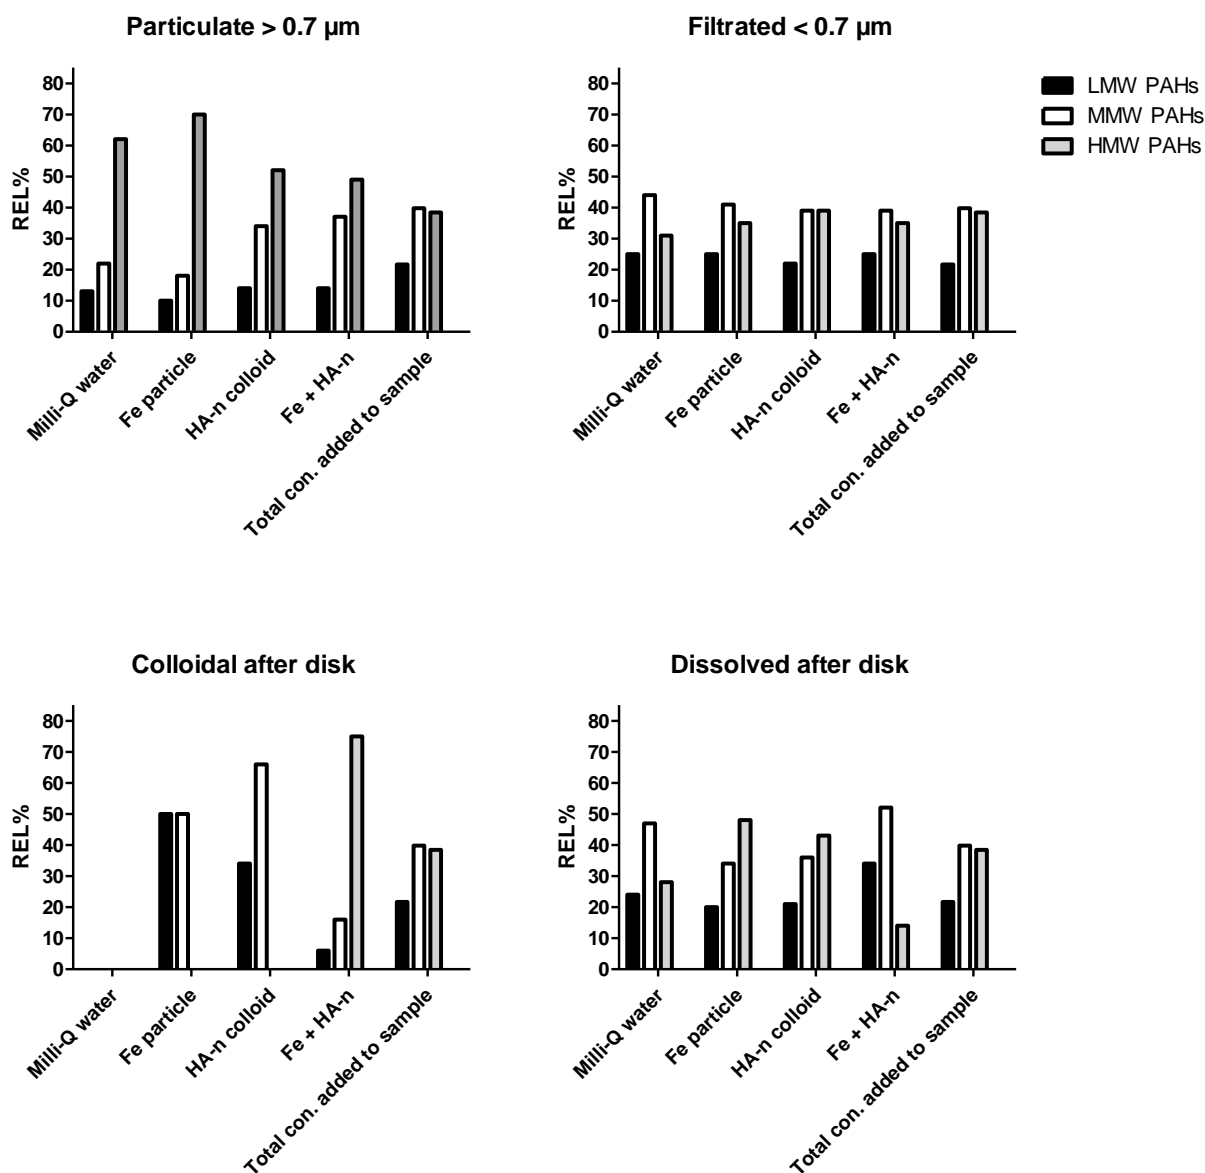 Particulate > 0.7 µm
REL%
80
70
60
50
40
30
20
10
0
Milli-Q water
Fe particle
HA-n colloid
Fe + HA-n
Total con. added to sample
Filtrated < 0.7 µm
REL%
80
70
60
50
40
30
20
10
0
Milli-Q water
Fe particle
HA-n colloid
Fe + HA-n
Total con. added to sample
LMW PAHs
MMW PAHs
HMW PAHs
Colloidal after disk
REL%
80
70
60
50
40
30
20
10
0
Milli-Q water
Fe particle
HA-n colloid
Fe + HA-n
Total con. added to sample
Dissolved after disk
REL%
80
70
60
50
40
30
20
10
0
Milli-Q water
Fe particle
HA-n colloid
Fe + HA-n
Total con. added to sample